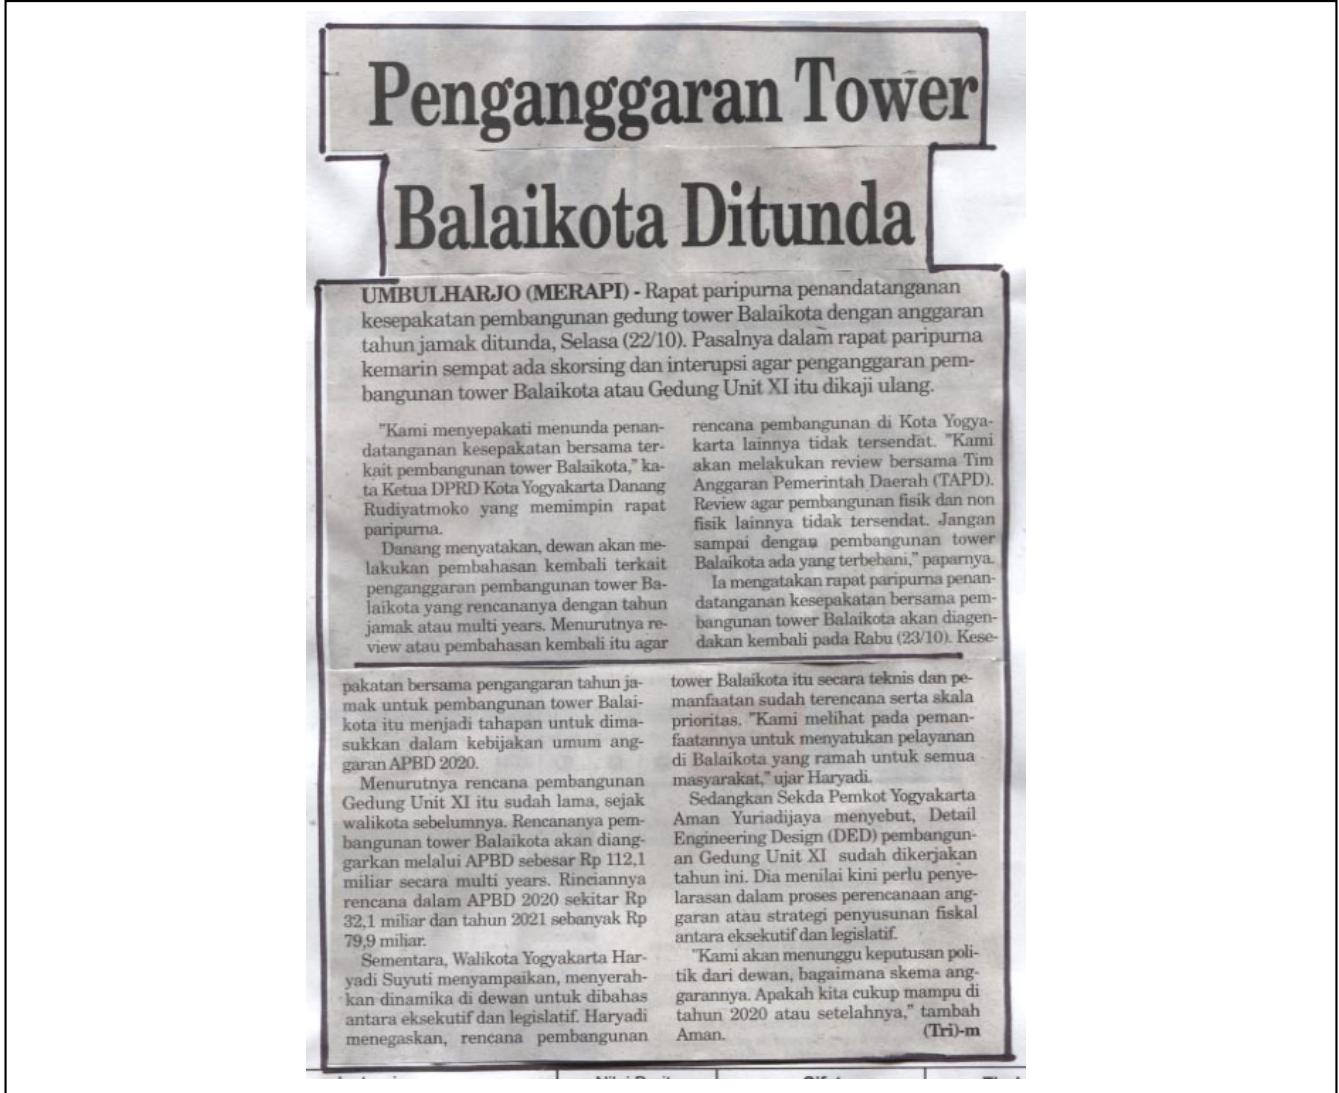 Penganggaran Tower
Balaikota Ditunda
UMBULHARJO (MERAPI) - Rapat paripurna penandatanganan
kesepakatan pembangunan gedung tower Balaikota dengan anggaran
tahun jamak ditunda, Selasa (22/10). Pasalnya dalam rapat paripurna
kemarin sempat ada skorsing dan interupsi agar penganggaran pem-
bangunan tower Balaikota atau Gedung Unit XI itu dikaji ulang.
"Kami menyepakati menunda penan-
datanganan kesepakatan bersama ter-
kait pembangunan tower Balaikota," ka-
ta Ketua DPRD Kota Yogyakarta Danang
Rudiyatmoko yang memimpin rapat
paripurna.
Danang menyatakan, dewan akan me-
lakukan pembahasan kembali terkait
penganggaran pembangunan tower Ba-
laikota yang rencananya dengan tahun
jamak atau multi years. Menurutnya re-
view atau pembahasan kembali itu agar
rencana pembangunan di Kota Yogya-
karta lainnya tidak tersendat. "Kami
akan melakukan review bersama Tim
Anggaran Pemerintah Daerah (TAPD).
Review agar pembangunan fisik dan non
fisik lainnya tidak tersendat. Jangan
sampai dengan pembangunan tower
Balaikota ada yang terbebani," paparnya.
Ia mengatakan rapat paripurna penan-
datanganan kesepakatan bersama pem-
bangunan tower Balaikota akan diagen-
dakan kembali pada Rabu (23/10). Kese-
pakatan bersama pengangaran tahun ja-
mak untuk pembangunan tower Balai-
kota itu menjadi tahapan untuk dima-
sukkan dalam kebijakan umum ang-
garan APBD 2020.
Menurutnya rencana pembangunan
Gedung Unit XI itu sudah lama, sejak
walikota sebelumnya. Rencananya pem-
bangunan tower Balaikota akan diang-
garkan melalui APBD sebesar Rp 112,1
miliar secara multi years. Rinciannya
rencana dalam APBD 2020 sekitar Rp
32,1 miliar dan tahun 2021 sebanyak Rp
79,9 miliar.
Sementara, Walikota Yogyakarta Har-
yadi Suyuti menyampaikan, menyerah-
kan dinamika di dewan untuk dibahas
antara eksekutif dan legislatif. Haryadi
menegaskan, rencana pembangunan
tower Balaikota itu secara teknis dan pe-
manfaatan sudah terencana serta skala
prioritas. "Kami melihat pada peman-
faatannya untuk menyatukan pelayanan
di Balaikota yang ramah untuk semua
masyarakat," ujar Haryadi.
Sedangkan Sekda Pemkot Yogyakarta
Aman Yuriadijaya menyebut, Detail
Engineering Design (DED) pembangun-
an Gedung Unit XI sudah dikerjakan
tahun ini. Dia menilai kini perlu penye-
larasan dalam proses perencanaan ang-
garan atau strategi penyusunan fiskal
antara eksekutif dan legislatif.
"Kami akan menunggu keputusan poli-
tik dari dewan, bagaimana skema ang-
garannya. Apakah kita cukup mampu di
tahun 2020 atau setelahnya," tambah
Aman. (Tri)-m